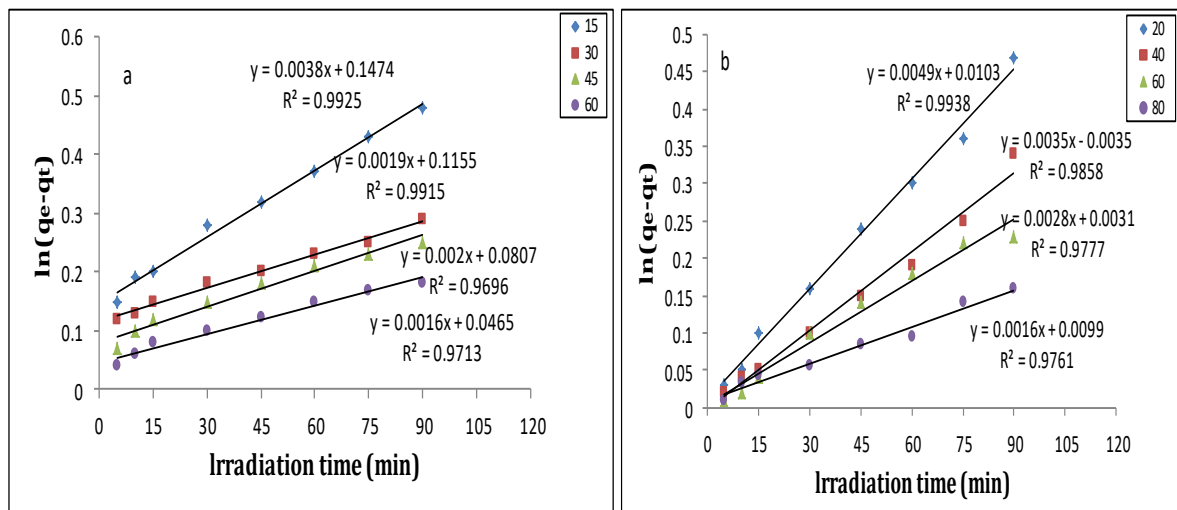 a
15
30
45
60
y = 0.0038x + 0.1474
R² = 0.9925
y = 0.0019x + 0.1155
R² = 0.9915
y = 0.002x + 0.0807
R² = 0.9696
y = 0.0016x + 0.0465
R² = 0.9713
ln(qe-qt)
0.6
0.5
0.4
0.3
0.2
0.1
0
0 15 30 45 60 75 90 105 120
Irradiation time (min)
b
20
40
60
80
y = 0.0049x + 0.0103
R² = 0.9938
y = 0.0035x - 0.0035
R² = 0.9858
y = 0.0028x + 0.0031
R² = 0.9777
y = 0.0016x + 0.0099
R² = 0.9761
ln(qe-qt)
0.5
0.45
0.4
0.35
0.3
0.25
0.2
0.15
0.1
0.05
0
0 15 30 45 60 75 90 105 120
Irradiation time (min)